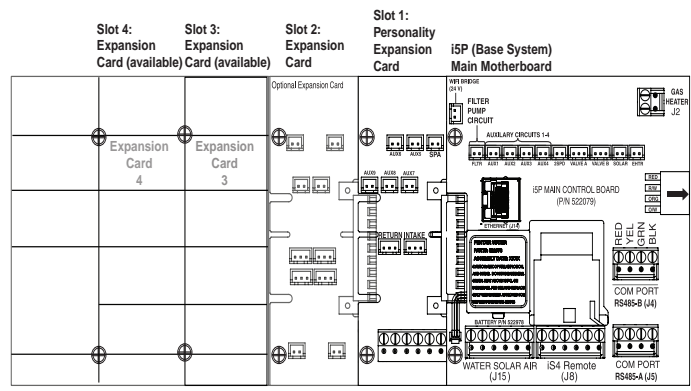 Slot 4:
Expansion
Card (available)
Slot 3:
Expansion
Card (available)
Slot 2:
Expansion
Card
Slot 1:
Personality
Expansion
Card
i5P (Base System)
Main Motherboard
Optional Expansion Card
WIFI BRIDGE
(24 V)
FILTER
PUMP
CIRCUIT
GAS
HEATER
J2
AUXILARY CIRCUITS 1-4
FLTR AUX1 AUX2 AUX3 AUX4 2SPD VALVE A VALVE B SOLAR EHTR
AUX6 AUX5 SPA
AUX9 AUX8 AUX7
Expansion
Card
4
Expansion
Card
3
i5P MAIN CONTROL BOARD
(P/N 522079)
RED
B/W
ORG
O/W
ETHERNET (J14)
RETURN INTAKE
RED
YEL
GRN
BLK
COM PORT
RS485-B (J4)
BATTERY P/N 522978
WATER SOLAR AIR
(J15)
iS4 Remote
(J8)
COM PORT
RS485-A (J5)